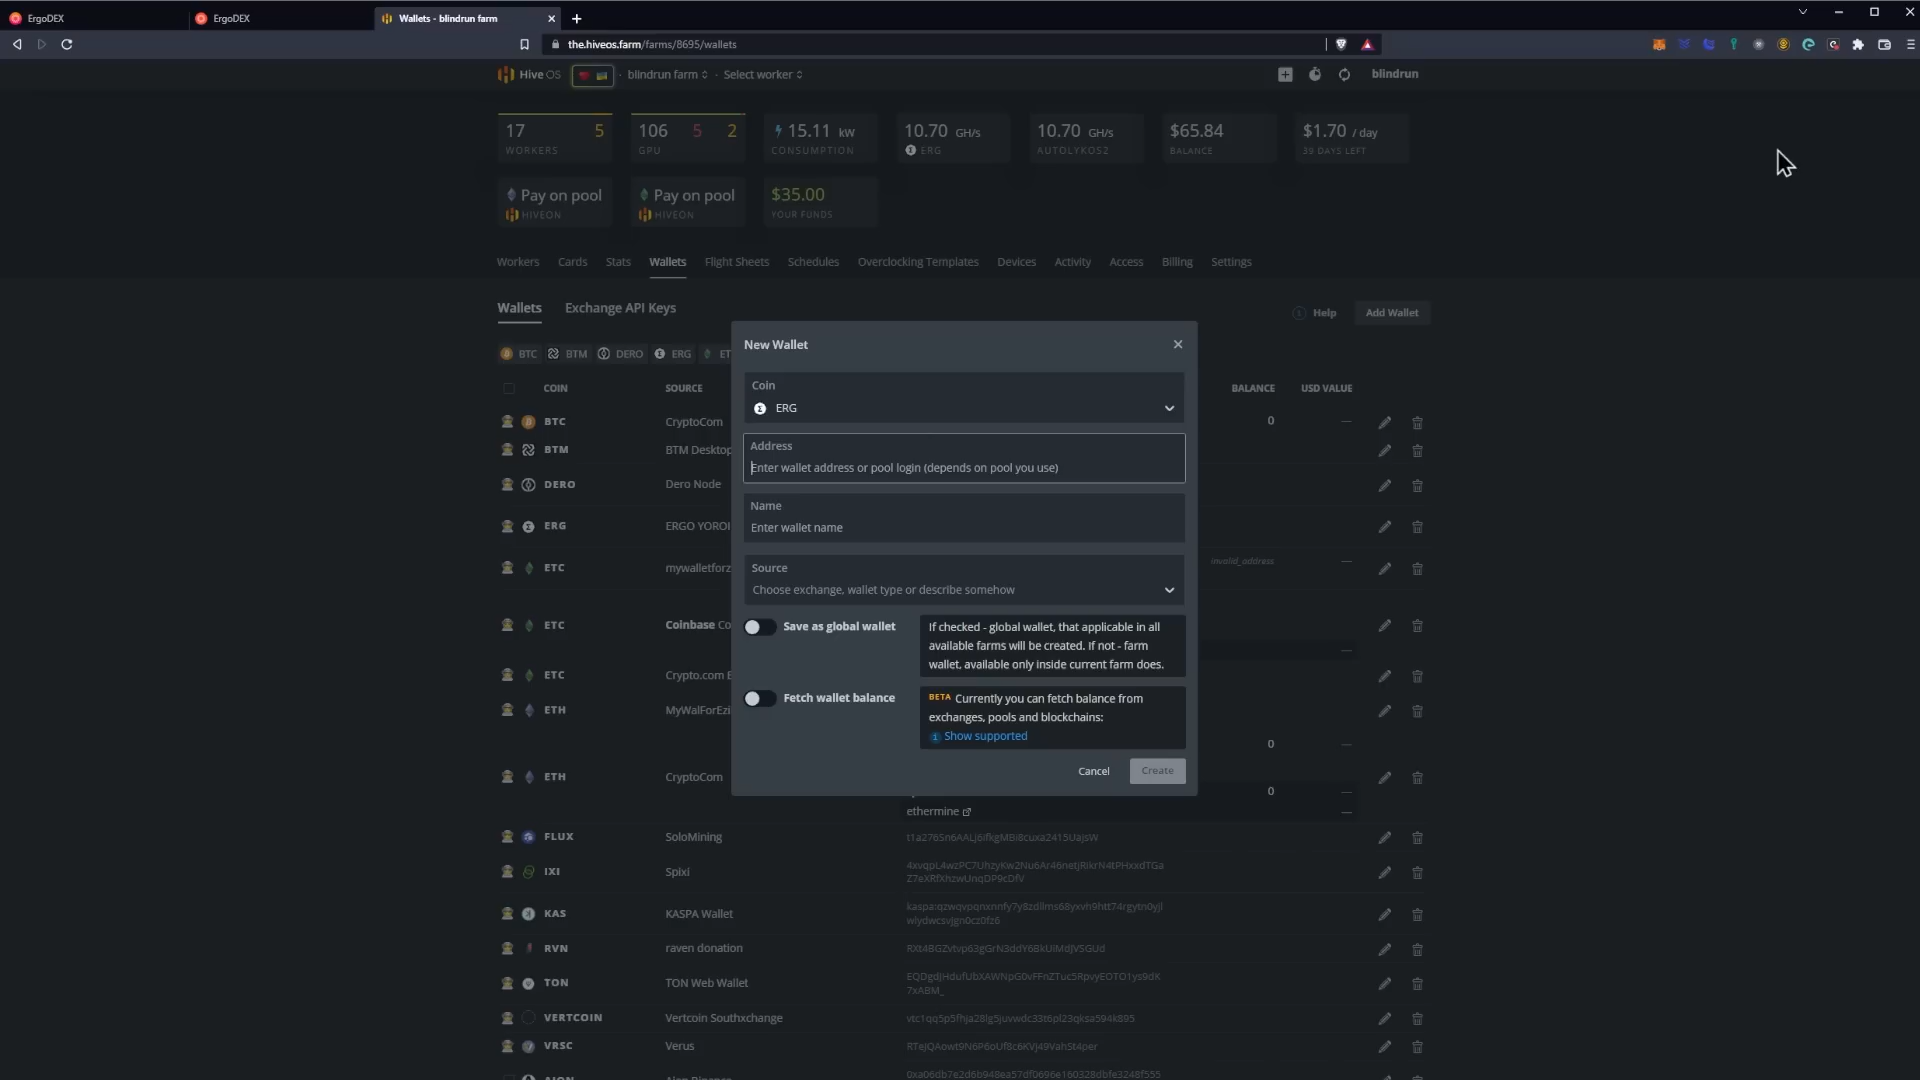 ErgoDEX
ErgoDEX
Wallets - blindrun farm
the.hiveos.farm/farms/8695/wallets
Hive OS
blindrun farm
Select worker
blindrun
17 5
WORKERS
106 5 2
GPU
15.11 kW
CONSUMPTION
10.70 GH/s
ERG
10.70 GH/s
AUTOLYKOS2
$65.84
BALANCE
$1.70 / day
39 DAYS LEFT
Pay on pool
HIVEON
Pay on pool
HIVEON
$35.00
YOUR FUNDS
Workers Cards Stats Wallets Flight Sheets Schedules Overclocking Templates Devices Activity Access Billing Settings
Wallets Exchange API Keys
Help Add Wallet
BTC BTM DERO ERG ET
COIN SOURCE BALANCE USD VALUE
BTC CryptoCom 0 —
BTM BTM Desktop
DERO Dero Node
ERG ERGO YOROI
ETC mywalletforz invalid_address —
ETC Coinbase Co
—
ETC Crypto.com E
ETH MyWalForEzi
0 —
ETH CryptoCom
0 —
ethermine —
FLUX SoloMining
IXI Spixi
KAS KASPA Wallet
RVN raven donation
TON TON Web Wallet
7xABM_
VERTCOIN Vertcoin Southxchange
VRSC Verus
New Wallet
Coin
ERG
Address
Enter wallet address or pool login (depends on pool you use)
Name
Enter wallet name
Source
Choose exchange, wallet type or describe somehow
Save as global wallet
If checked - global wallet, that applicable in all
available farms will be created. If not - farm
wallet, available only inside current farm does.
Fetch wallet balance
BETA Currently you can fetch balance from
exchanges, pools and blockchains:
Show supported
Cancel Create